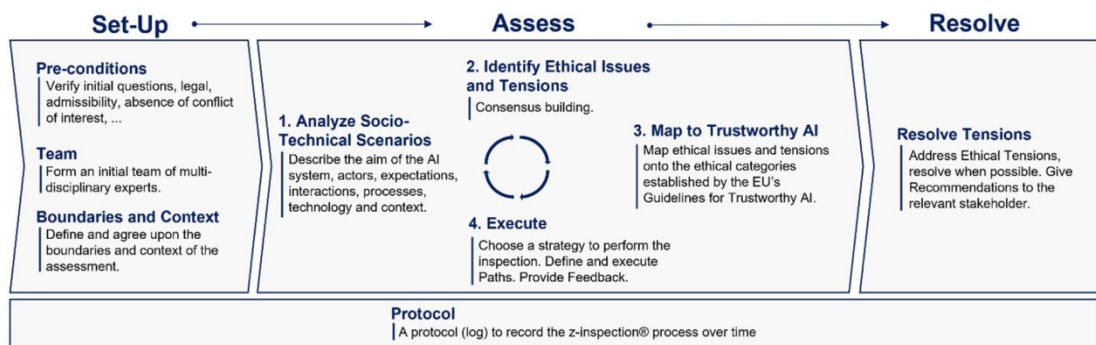 Set-Up
Assess
Resolve
Pre-conditions
Verify initial questions, legal,
admissibility, absence of conflict
of interest, ...
Team
Form an initial team of multi-
disciplinary experts.
Boundaries and Context
Define and agree upon the
boundaries and context of the
assessment.
1. Analyze Socio-
Technical Scenarios
Describe the aim of the AI
system, actors, expectations,
interactions, processes,
technology and context.
2. Identify Ethical Issues
and Tensions
Consensus building.
3. Map to Trustworthy AI
Map ethical issues and tensions
onto the ethical categories
established by the EU's
Guidelines for Trustworthy AI.
4. Execute
Choose a strategy to perform the
inspection. Define and execute
Paths. Provide Feedback.
Resolve Tensions
Address Ethical Tensions,
resolve when possible. Give
Recommendations to the
relevant stakeholder.
Protocol
A protocol (log) to record the z-inspection® process over time